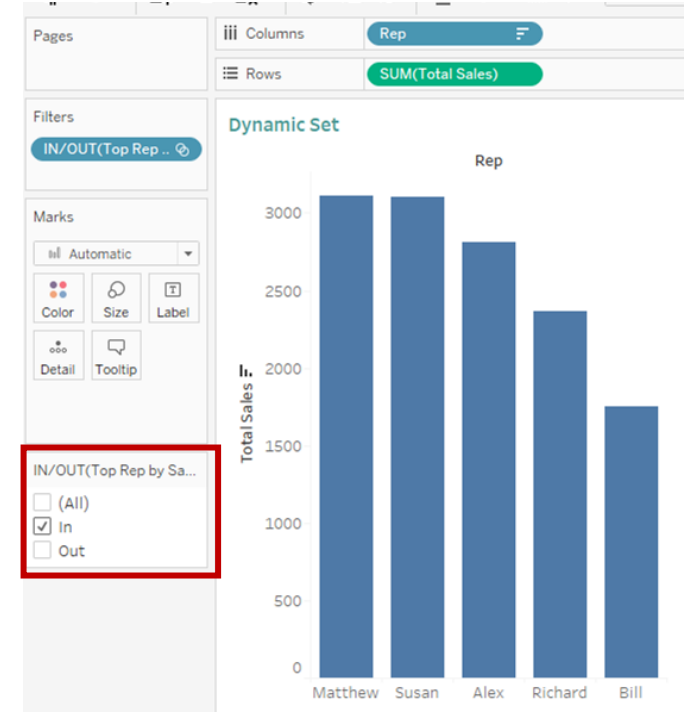 Pages
Columns
Rep
Rows
SUM(Total Sales)
Filters
IN/OUT(Top Rep ..
Marks
Automatic
Color
Size
Label
Detail
Tooltip
IN/OUT(Top Rep by Sa...
(All)
In
Out
Dynamic Set
Rep
Total Sales
3000
2500
2000
1500
1000
500
0
Matthew Susan Alex Richard Bill